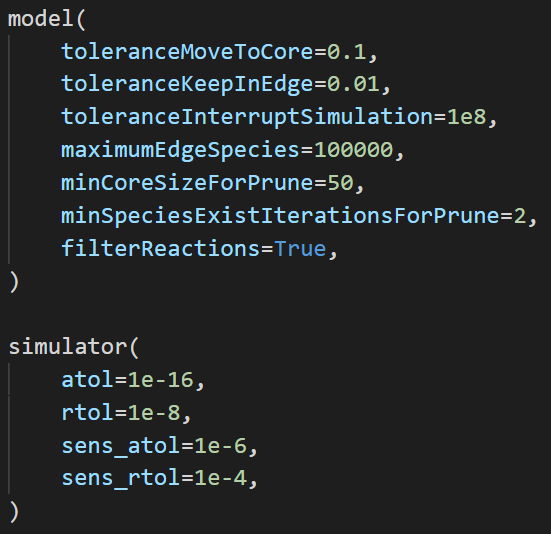 model(
    toleranceMoveToCore=0.1,
    toleranceKeepInEdge=0.01,
    toleranceInterruptSimulation=1e8,
    maximumEdgeSpecies=100000,
    minCoreSizeForPrune=50,
    minSpeciesExistIterationsForPrune=2,
    filterReactions=True,
)

simulator(
    atol=1e-16,
    rtol=1e-8,
    sens_atol=1e-6,
    sens_rtol=1e-4,
)